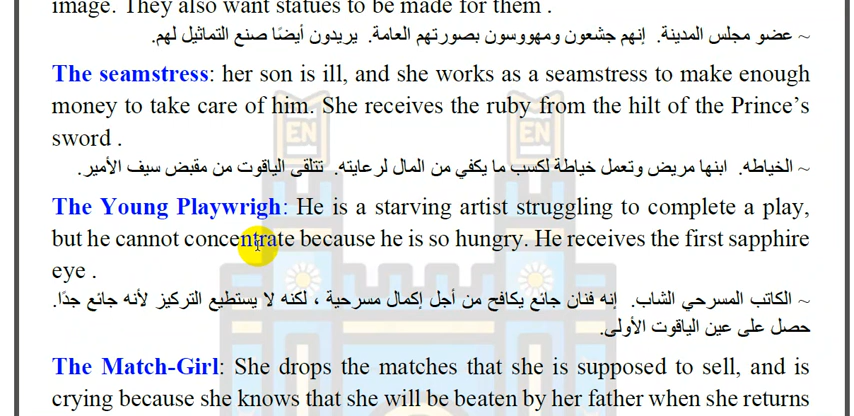 image. They also want statues to be made for them .
~ عضو مجلس المدينة. إنهم جشعون ومهووسون بصورتهم العامة. يريدون أيضًا صنع التماثيل لهم.
The seamstress: her son is ill, and she works as a seamstress to make enough
money to take care of him. She receives the ruby from the hilt of the Prince's
sword .
~ الخياطه. ابنها مريض وتعمل خياطة لكسب ما يكفي من المال لرعايته. تتلقى الياقوت من مقبض سيف الأمير.
The Young Playwrigh: He is a starving artist struggling to complete a play,
but he cannot concentrate because he is so hungry. He receives the first sapphire
eye .
~ الكاتب المسرحي الشاب. إنه فنان جائع يكافح من أجل إكمال مسرحية ، لكنه لا يستطيع التركيز لأنه جائع جدًا.
حصل على عين الياقوت الأولى.
The Match-Girl: She drops the matches that she is supposed to sell, and is
crying because she knows that she will be beaten by her father when she returns
EN
EN